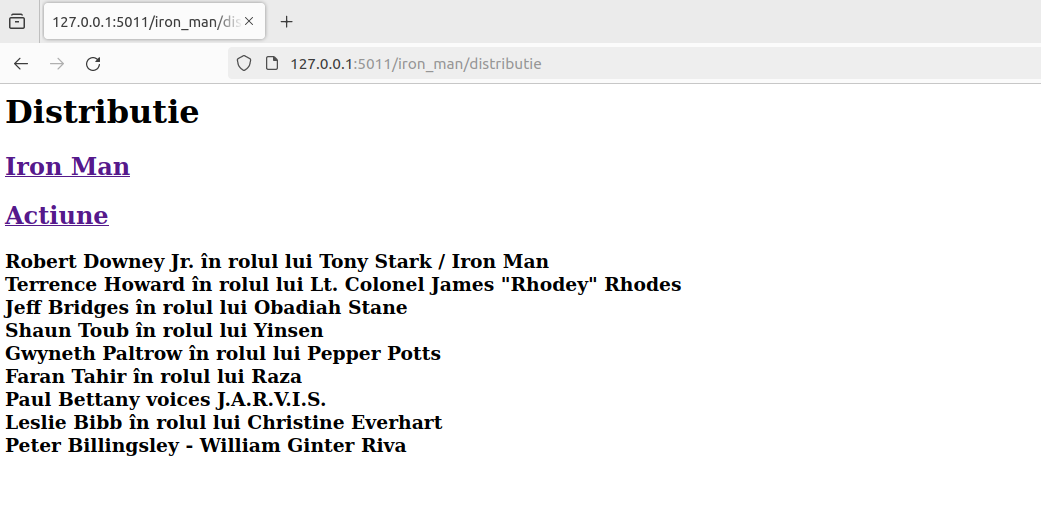 127.0.0.1:5011/iron_man/dis
127.0.0.1:5011/iron_man/distributie
Distributie
Iron Man
Actiune
Robert Downey Jr. în rolul lui Tony Stark / Iron Man
Terrence Howard în rolul lui Lt. Colonel James "Rhodey" Rhodes
Jeff Bridges în rolul lui Obadiah Stane
Shaun Toub în rolul lui Yinsen
Gwyneth Paltrow în rolul lui Pepper Potts
Faran Tahir în rolul lui Raza
Paul Bettany voices J.A.R.V.I.S.
Leslie Bibb în rolul lui Christine Everhart
Peter Billingsley - William Ginter Riva